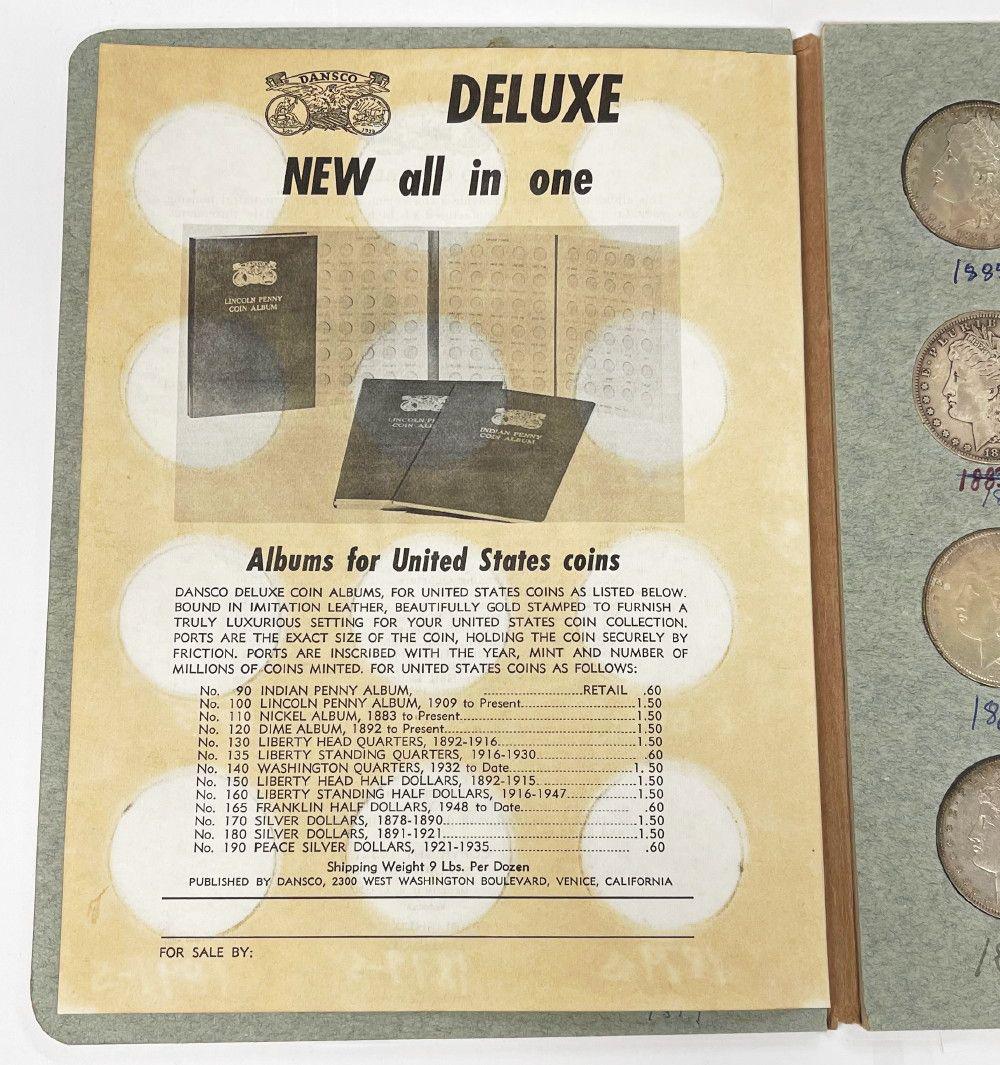 DANSCO
DELUXE
NEW all in one
LINCOLN PENNY
COIN ALBUM
LINCOLN PENNY
COIN AL
INDIAN PENNY
COIN ALBUM
Albums for United States coins
DANSCO DELUXE COIN ALBUMS, FOR UNITED STATES COINS AS LISTED BELOW.
BOUND IN IMITATION LEATHER, BEAUTIFULLY GOLD STAMPED TO FURNISH A
TRULY LUXURIOUS SETTING FOR YOUR UNITED STATES COIN COLLECTION.
PORTS ARE THE EXACT SIZE OF THE COIN, HOLDING THE COIN SECURELY BY
FRICTION. PORTS ARE INSCRIBED WITH THE YEAR, MINT AND NUMBER OF
MILLIONS OF COINS MINTED. FOR UNITED STATES COINS AS FOLLOWS:
No. 90 INDIAN PENNY ALBUM, ................................RETAIL .60
No. 100 LINCOLN PENNY ALBUM, 1909 to Present..........................1.50
No. 110 NICKEL ALBUM, 1883 to Present..........................................1.50
No. 120 DIME ALBUM, 1892 to Present..............................................1.50
No. 130 LIBERTY HEAD QUARTERS, 1892-1916................................1.50
No. 135 LIBERTY STANDING QUARTERS, 1916-1930......................... .60
No. 140 WASHINGTON QUARTERS, 1932 to Date.............................1. 50
No. 150 LIBERTY HEAD HALF DOLLARS, 1892-1915.......................1.50
No. 160 LIBERTY STANDING HALF DOLLARS, 1916-1947................1.50
No. 165 FRANKLIN HALF DOLLARS, 1948 to Date........................... .60
No. 170 SILVER DOLLARS, 1878-1890...............................................1.50
No. 180 SILVER DOLLARS, 1891-1921...............................................1.50
No. 190 PEACE SILVER DOLLARS, 1921-1935................................... .60
Shipping Weight 9 Lbs. Per Dozen
PUBLISHED BY DANSCO, 2300 WEST WASHINGTON BOULEVARD, VENICE, CALIFORNIA
FOR SALE BY: